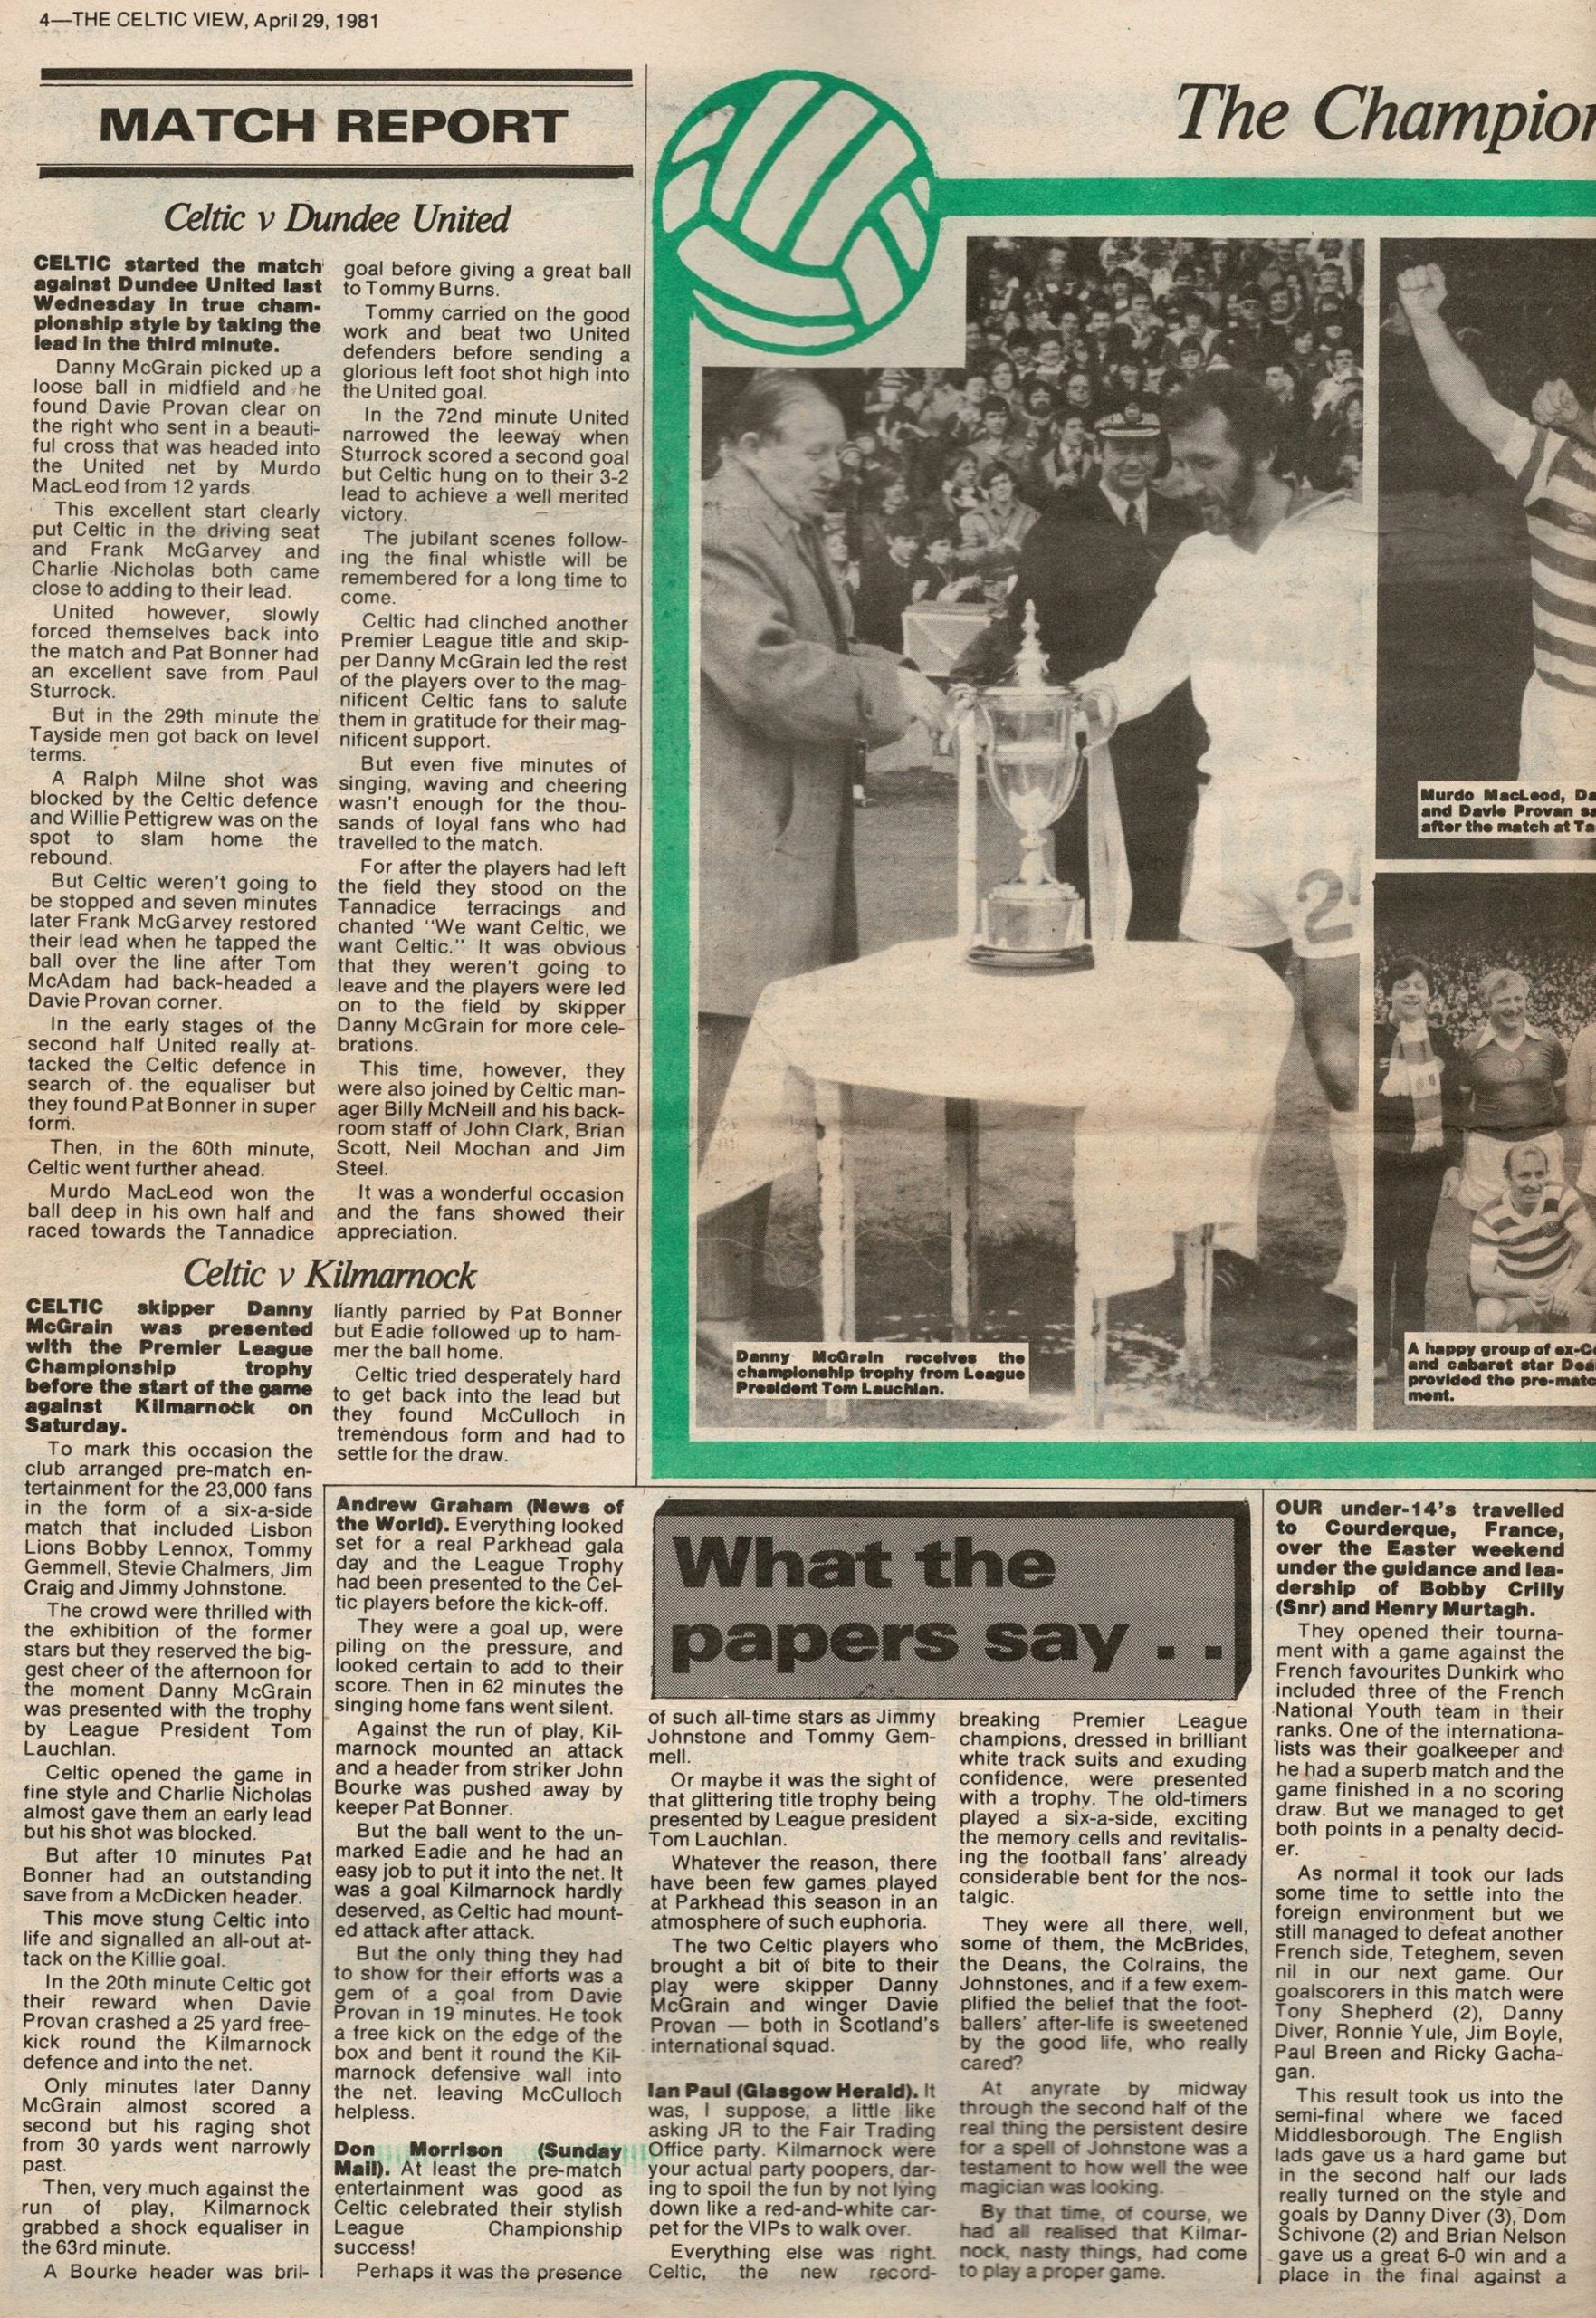 4—THE CELTIC VIEW, April 29, 1981
MATCH REPORT
Celtic v Dundee United
CELTIC started the match
against Dundee United last
Wednesday in true cham-
pionship style by taking the
lead in the third minute.
Danny McGrain picked up a
loose ball in midfield and he
found Davie Provan clear on
the right who sent in a beauti-
ful cross that was headed into
the United net by Murdo
MacLeod from 12 yards.
This excellent start clearly
put Celtic in the driving seat
and Frank McGarvey and
Charlie Nicholas both came
close to adding to their lead.
United however, slowly
forced themselves back into
the match and Pat Bonner had
an excellent save from Paul
Sturrock.
But in the 29th minute the
Tayside men got back on level
terms.
A Ralph Milne shot was
blocked by the Celtic defence
and Willie Pettigrew was on the
spot to slam home the
rebound.
But Celtic weren't going to
be stopped and seven minutes
later Frank McGarvey restored
their lead when he tapped the
ball over the line after Tom
McAdam had back-headed a
Davie Provan corner.
In the early stages of the
second half United really at-
tacked the Celtic defence in
search of the equaliser but
they found Pat Bonner in super
form.
Then, in the 60th minute,
Celtic went further ahead.
Murdo MacLeod won the
ball deep in his own half and
raced towards the Tannadice
goal before giving a great ball
to Tommy Burns.
Tommy carried on the good
work and beat two United
defenders before sending a
glorious left foot shot high into
the United goal.
In the 72nd minute United
narrowed the leeway when
Sturrock scored a second goal
but Celtic hung on to their 3-2
lead to achieve a well merited
victory.
The jubilant scenes follow-
ing the final whistle will be
remembered for a long time to
come.
Celtic had clinched another
Premier League title and skip-
per Danny McGrain led the rest
of the players over to the mag-
nificent Celtic fans to salute
them in gratitude for their mag-
nificent support.
But even five minutes of
singing, waving and cheering
wasn't enough for the thou-
sands of loyal fans who had
travelled to the match.
For after the players had left
the field they stood on the
Tannadice terracings and
chanted "We want Celtic, we
want Celtic." It was obvious
that they weren't going to
leave and the players were led
on to the field by skipper
Danny McGrain for more cele-
brations.
This time, however, they
were also joined by Celtic man-
ager Billy McNeill and his back-
room staff of John Clark, Brian
Scott, Neil Mochan and Jim
Steel.
It was a wonderful occasion
and the fans showed their
appreciation.
Celtic v Kilmarnock
CELTIC skipper Danny
McGrain was presented
with the Premier League
Championship trophy
before the start of the game
against Kilmarnock on
Saturday.
To mark this occasion the
club arranged pre-match en-
tertainment for the 23,000 fans
in the form of a six-a-side
match that included Lisbon
Lions Bobby Lennox, Tommy
Gemmell, Stevie Chalmers, Jim
Craig and Jimmy Johnstone.
The crowd were thrilled with
the exhibition of the former
stars but they reserved the big-
gest cheer of the afternoon for
the moment Danny McGrain
was presented with the trophy
by League President Tom
Lauchlan.
Celtic opened the game in
fine style and Charlie Nicholas
almost gave them an early lead
but his shot was blocked.
But after 10 minutes Pat
Bonner had an outstanding
save from a McDicken header.
This move stung Celtic into
life and signalled an all-out at-
tack on the Killie goal.
In the 20th minute Celtic got
their reward when Davie
Provan crashed a 25 yard free-
kick round the Kilmarnock
defence and into the net.
Only minutes later Danny
McGrain almost scored a
second but his raging shot
from 30 yards went narrowly
past.
Then, very much against the
run of play, Kilmarnock
grabbed a shock equaliser in
the 63rd minute.
A Bourke header was bril-
liantly parried by Pat Bonner
but Eadie followed up to ham-
mer the ball home.
Celtic tried desperately hard
to get back into the lead but
they found McCulloch in
tremendous form and had to
settle for the draw.
The Champion
2
Danny McGrain receives the
championship trophy from League
President Tom Lauchlan.
Murdo MacLeod, Da
and Davie Provan sa
after the match at Ta
A happy group of ex-Ce
and cabaret star Dea
provided the pre-matc
ment.
What the
papers say . .
Andrew Graham (News of
the World). Everything looked
set for a real Parkhead gala
day and the League Trophy
had been presented to the Cel-
tic players before the kick-off.
They were a goal up, were
piling on the pressure, and
looked certain to add to their
score. Then in 62 minutes the
singing home fans went silent.
Against the run of play, Kil-
marnock mounted an attack
and a header from striker John
Bourke was pushed away by
keeper Pat Bonner.
But the ball went to the un-
marked Eadie and he had an
easy job to put it into the net. It
was a goal Kilmarnock hardly
deserved, as Celtic had mount-
ed attack after attack.
But the only thing they had
to show for their efforts was a
gem of a goal from Davie
Provan in 19 minutes. He took
a free kick on the edge of the
box and bent it round the Kil-
marnock defensive wall into
the net. leaving McCulloch
helpless.
Don Morrison (Sunday
Mail). At least the pre-match
entertainment was good as
Celtic celebrated their stylish
League Championship
success!
Perhaps it was the presence
of such all-time stars as Jimmy
Johnstone and Tommy Gem-
mell.
Or maybe it was the sight of
that glittering title trophy being
presented by League president
Tom Lauchlan.
Whatever the reason, there
have been few games played
at Parkhead this season in an
atmosphere of such euphoria.
The two Celtic players who
brought a bit of bite to their
play were skipper Danny
McGrain and winger Davie
Provan — both in Scotland's
international squad.
Ian Paul (Glasgow Herald). It
was, I suppose, a little like
asking JR to the Fair Trading
Office party. Kilmarnock were
your actual party poopers, dar-
ing to spoil the fun by not lying
down like a red-and-white car-
pet for the VIPs to walk over.
Everything else was right.
Celtic, the new record-
breaking Premier League
champions, dressed in brilliant
white track suits and exuding
confidence, were presented
with a trophy. The old-timers
played a six-a-side, exciting
the memory cells and revitalis-
ing the football fans' already
considerable bent for the nos-
talgic.
They were all there, well,
some of them, the McBrides,
the Deans, the Colrains, the
Johnstones, and if a few exem-
plified the belief that the foot-
ballers' after-life is sweetened
by the good life, who really
cared?
At anyrate by midway
through the second half of the
real thing the persistent desire
for a spell of Johnstone was a
testament to how well the wee
magician was looking.
By that time, of course, we
had all realised that Kilmar-
nock, nasty things, had come
to play a proper game.
OUR under-14's travelled
to Courderque, France,
over the Easter weekend
under the guidance and lea-
dership of Bobby Crilly
(Snr) and Henry Murtagh.
They opened their tourna-
ment with a game against the
French favourites Dunkirk who
included three of the French
National Youth team in their
ranks. One of the internationa-
lists was their goalkeeper and
he had a superb match and the
game finished in a no scoring
draw. But we managed to get
both points in a penalty decid-
er.
As normal it took our lads
some time to settle into the
foreign environment but we
still managed to defeat another
French side, Teteghem, seven
nil in our next game. Our
goalscorers in this match were
Tony Shepherd (2), Danny
Diver, Ronnie Yule, Jim Boyle,
Paul Breen and Ricky Gacha-
gan.
This result took us into the
semi-final where we faced
Middlesborough. The English
lads gave us a hard game but
in the second half our lads
really turned on the style and
goals by Danny Diver (3), Dom
Schivone (2) and Brian Nelson
gave us a great 6-0 win and a
place in the final against a